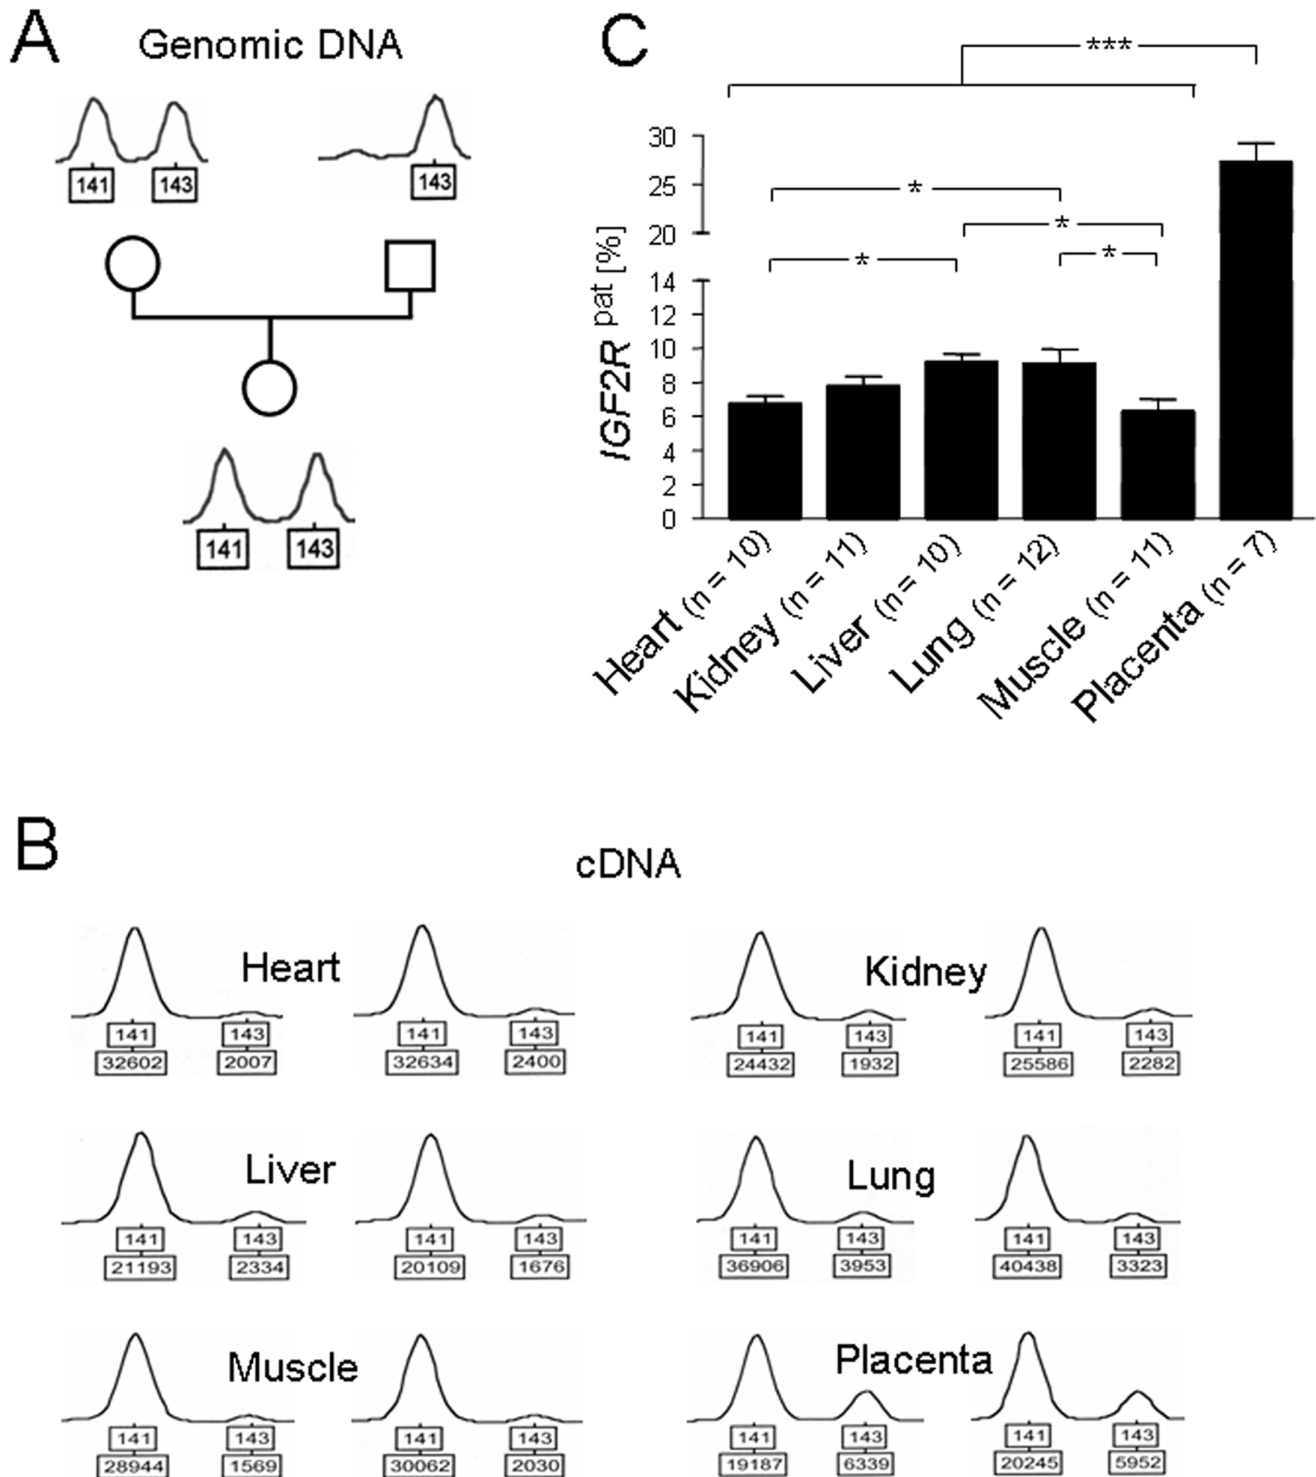 A
Genomic DNA
141
143
143
141
143
C
***
*
*
*
*
IGF2R pat [%]
30
25
20
14
12
10
8
6
4
2
0
Heart (n = 10)
Kidney (n = 11)
Liver (n = 10)
Lung (n = 12)
Muscle (n = 11)
Placenta (n = 7)
B
cDNA
Heart
141 143 141 143
32602 2007 32634 2400
Kidney
141 143 141 143
24432 1932 25586 2282
Liver
141 143 141 143
21193 2334 20109 1676
Lung
141 143 141 143
36906 3953 40438 3323
Muscle
141 143 141 143
28944 1569 30062 2030
Placenta
141 143 141 143
19187 6339 20245 5952